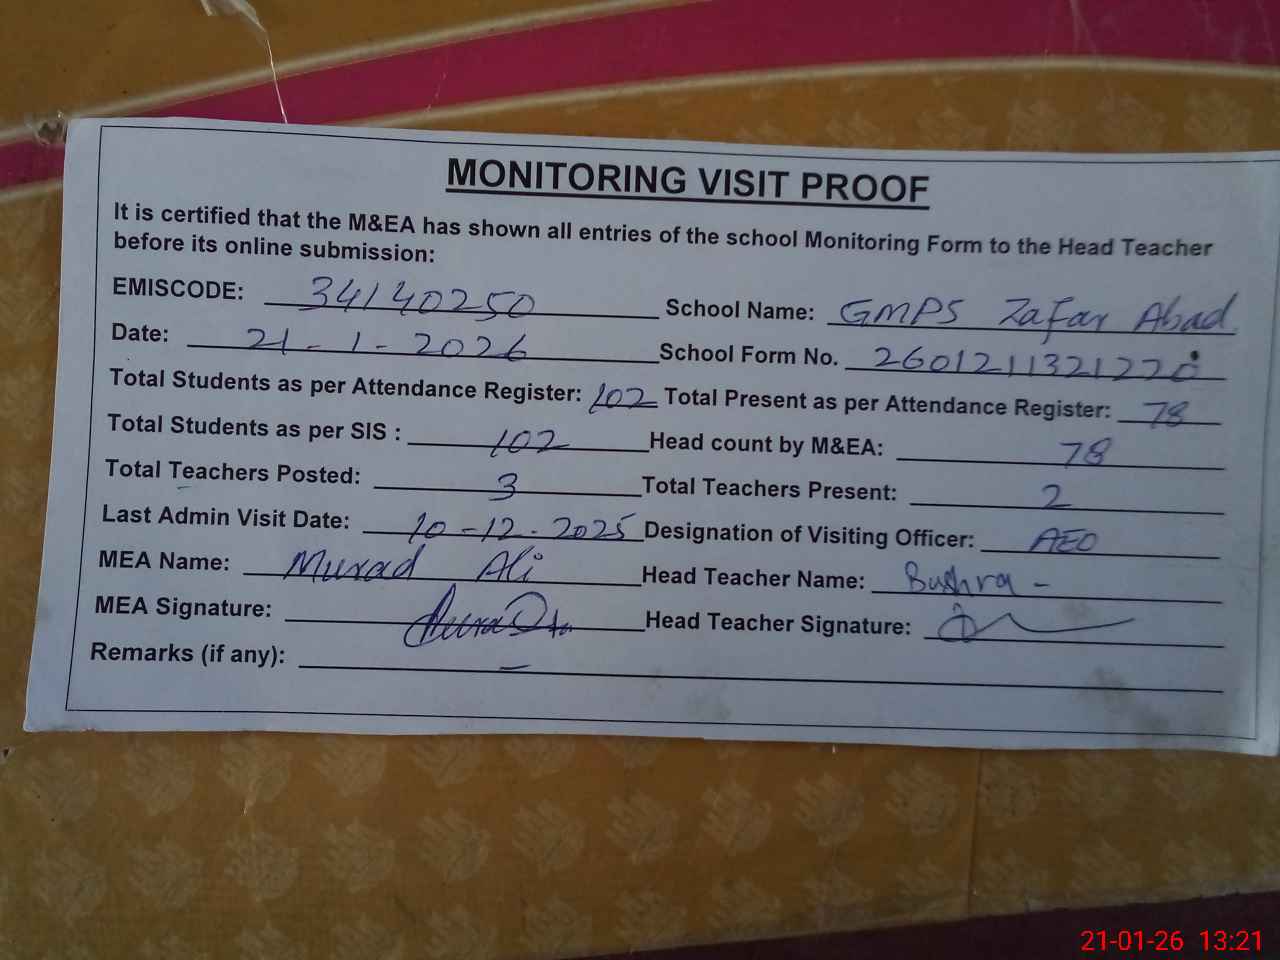 MONITORING VISIT PROOF
It is certified that the M&EA has shown all entries of the school Monitoring Form to the Head Teacher
before its online submission:
EMISCODE: 34140250 School Name: GMPS Zafar Abad
Date: 21-1-2026 School Form No. 2601211321220
Total Students as per Attendance Register: 102 Total Present as per Attendance Register: 78
Total Students as per SIS : 102 Head count by M&EA: 78
Total Teachers Posted: 3 Total Teachers Present: 2
Last Admin Visit Date: 10-12-2025 Designation of Visiting Officer: AEO
MEA Name: Murad Ali Head Teacher Name: Bushra -
MEA Signature: Head Teacher Signature:
Remarks (if any): -
21-01-26 13:21